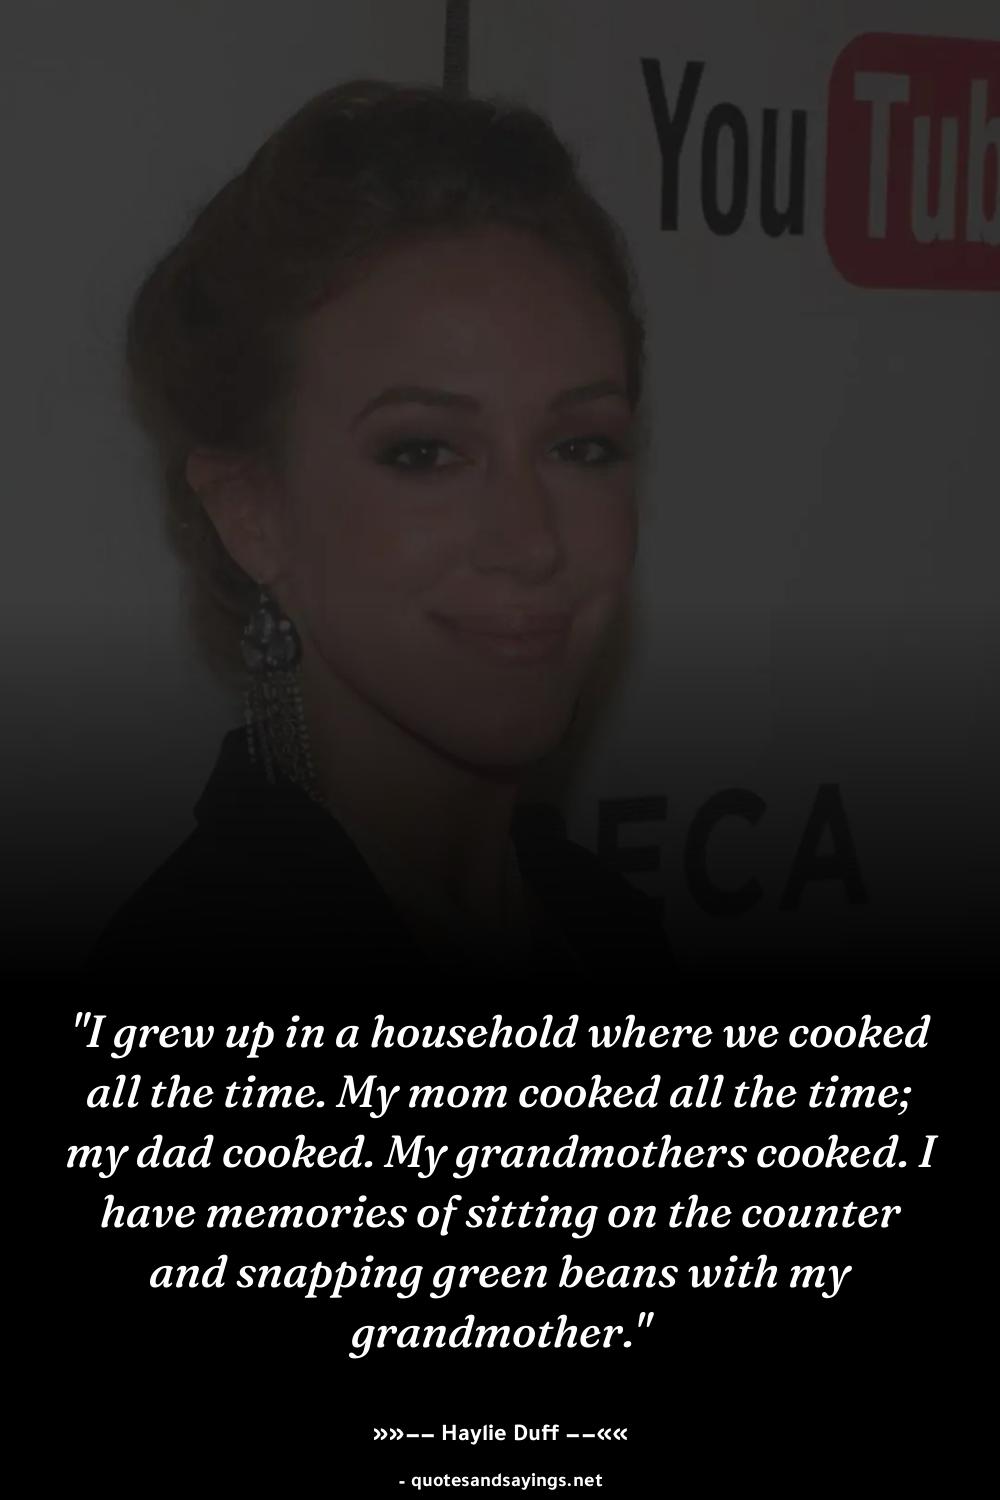 You Tub
ECA
"I grew up in a household where we cooked
all the time. My mom cooked all the time;
my dad cooked. My grandmothers cooked. I
have memories of sitting on the counter
and snapping green beans with my
grandmother."
»»−− Haylie Duff −−««
- quotesandsayings.net